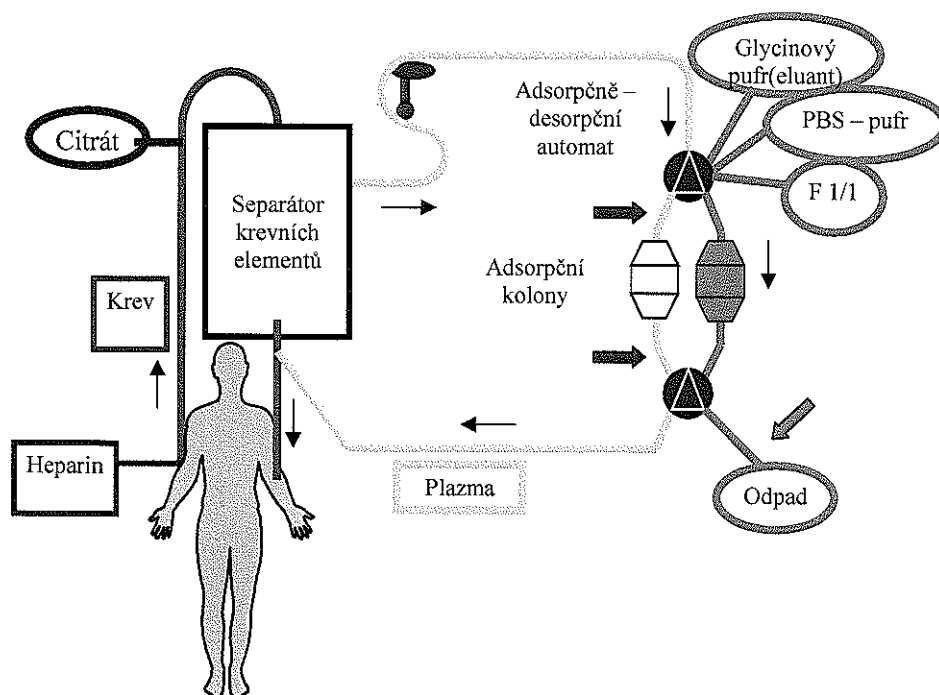 Glycinový
pufr(eluant)
Citrát
Adsorpčně –
desorpční
automat
PBS – pufr
F 1/1
Separátor
krevních
elementů
Adsorpční
kolony
Krev
Heparin
Plazma
Odpad